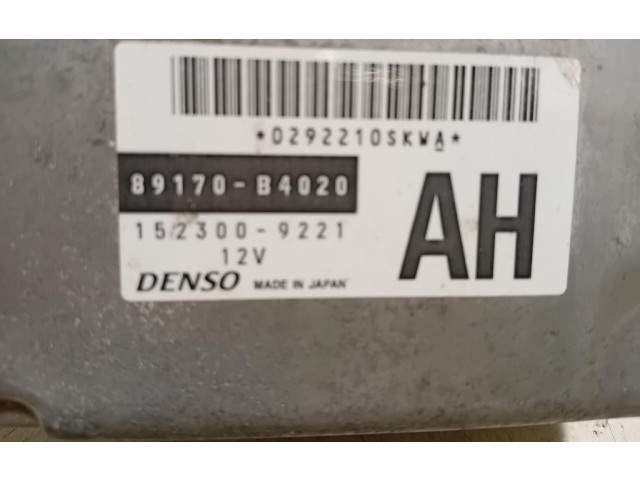 *0292210SKWA*
89170-B4020
AH
152300-9221
12V
DENSO MADE IN JAPAN